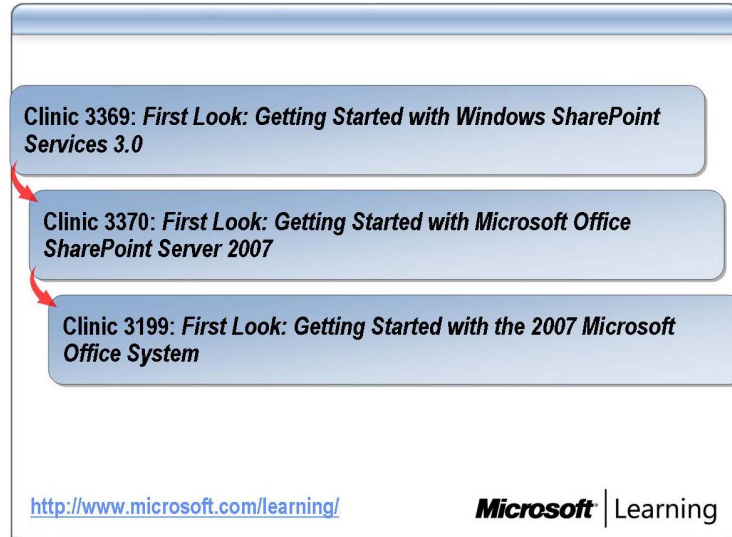 Clinic 3369: First Look: Getting Started with Windows SharePoint
Services 3.0
Clinic 3370: First Look: Getting Started with Microsoft Office
SharePoint Server 2007
Clinic 3199: First Look: Getting Started with the 2007 Microsoft
Office System
http://www.microsoft.com/learning/
Microsoft | Learning